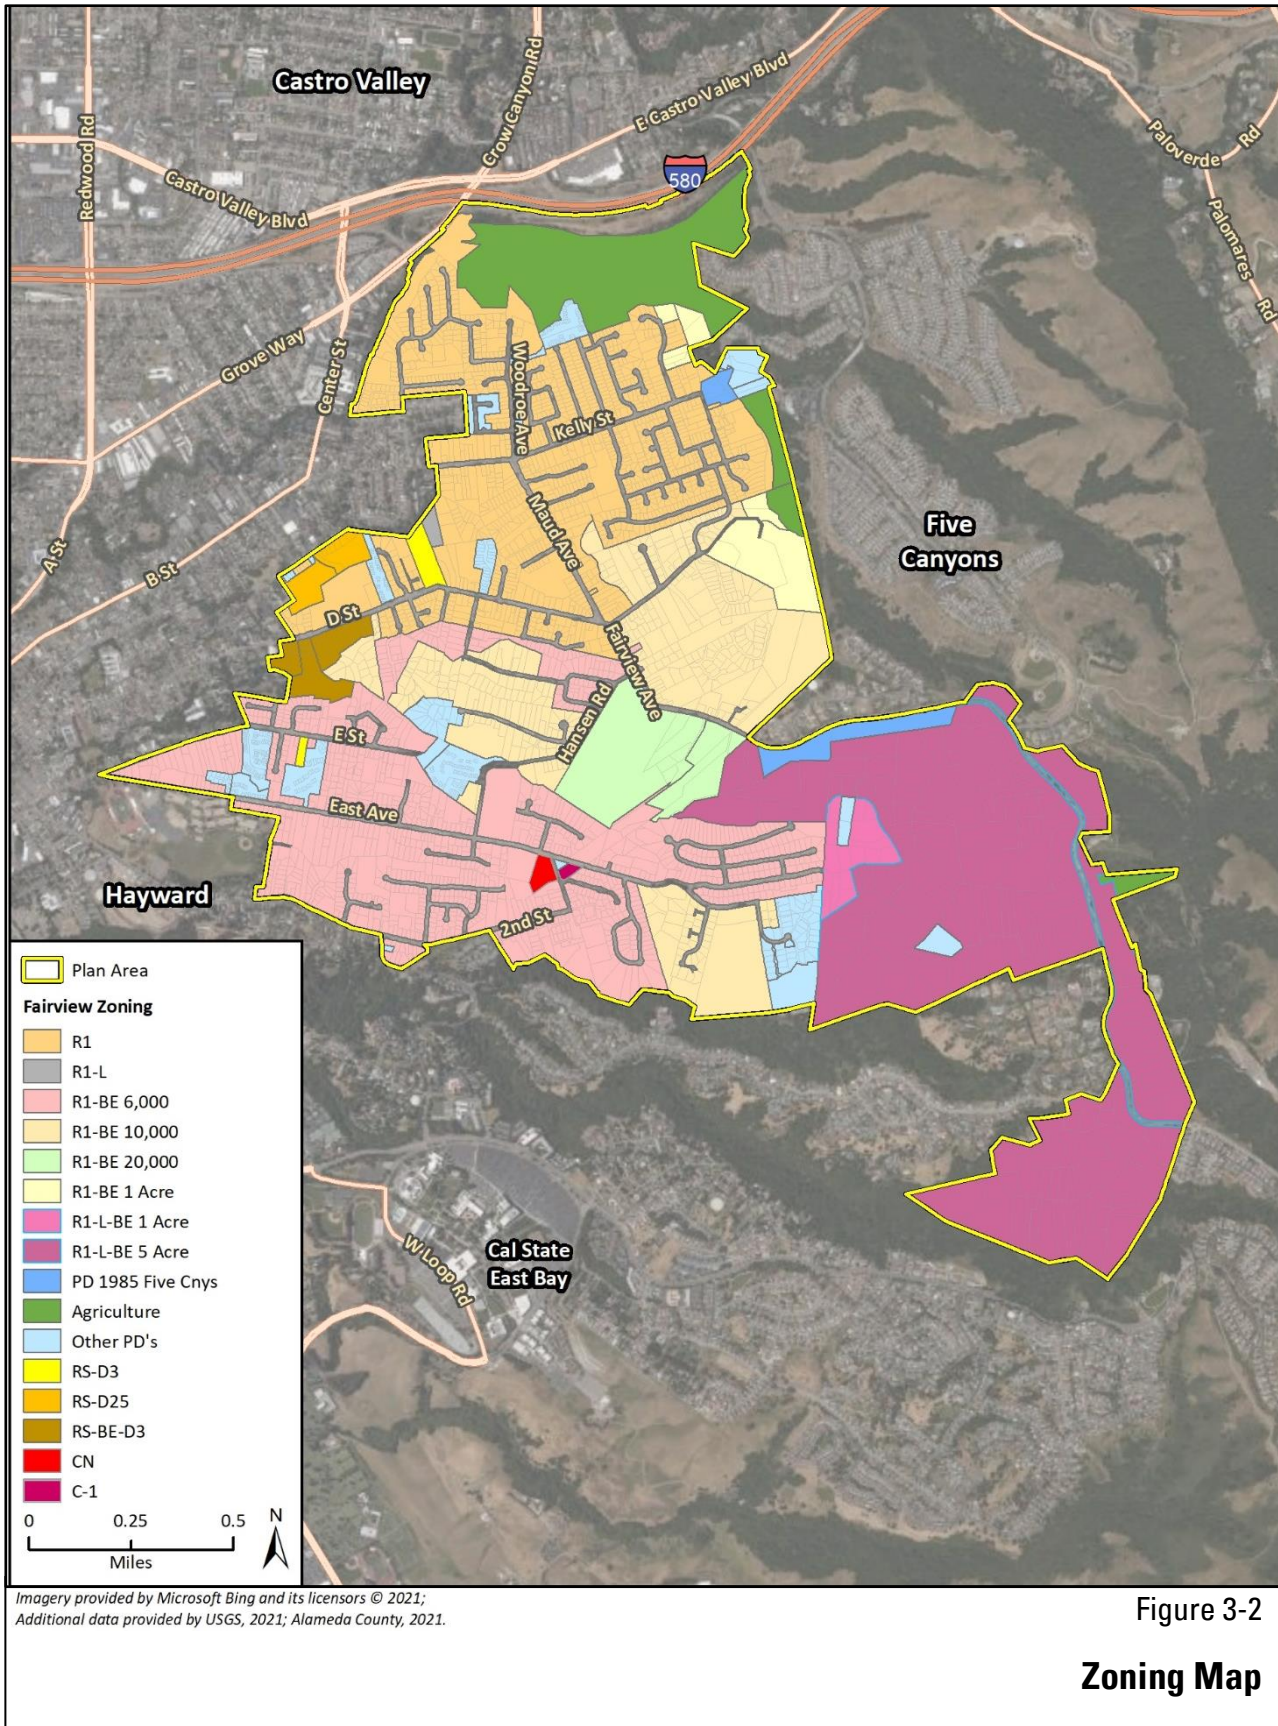 Castro Valley
Redwood Rd
Crow Canyon Rd
E Castro Valley Blvd
Paloverde Rd
Castro Valley Blvd
580
Palomares Rd
Grove Way
Center St
Woodroe Ave
Kelly St
Maud Ave
A St
B St
Five
Canyons
D St
Fairview Ave
Hansen Rd
E St
East Ave
Hayward
2nd St
Plan Area
Fairview Zoning
R1
R1-L
R1-BE 6,000
R1-BE 10,000
R1-BE 20,000
R1-BE 1 Acre
R1-L-BE 1 Acre
R1-L-BE 5 Acre
PD 1985 Five Cnys
Agriculture
Other PD's
RS-D3
RS-D25
RS-BE-D3
CN
C-1
0 0.25 0.5
Miles
N
W Loop Rd
Cal State
East Bay
Imagery provided by Microsoft Bing and its licensors © 2021;
Additional data provided by USGS, 2021; Alameda County, 2021.
Figure 3-2
Zoning Map